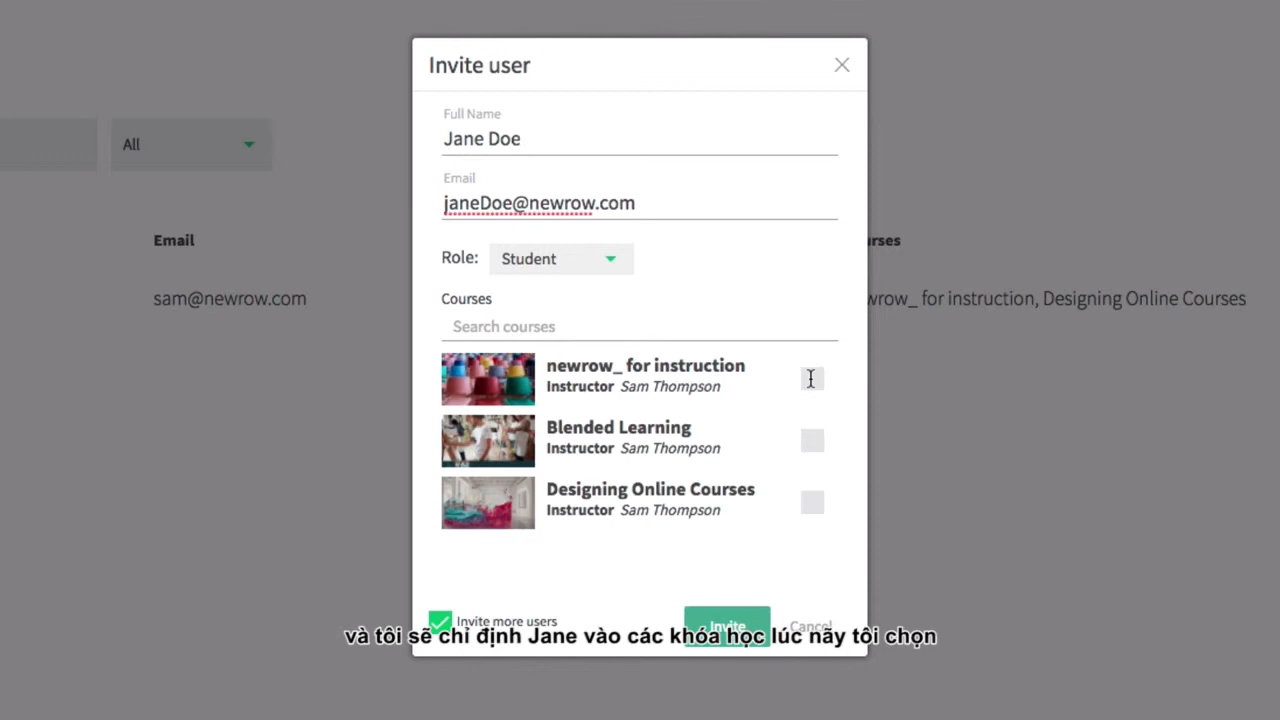 Invite user
Full Name
Jane Doe
All
Email
janeDoe@newrow.com
Email
Role: Student
Courses
Search courses
sam@newrow.com
for instruction, Designing Online Courses
newrow_ for instruction
Instructor Sam Thompson
Blended Learning
Instructor Sam Thompson
Designing Online Courses
Instructor Sam Thompson
Invite more users
Invite
Cancel
và tôi sẽ chỉ định Jane vào các khóa học lúc nãy tôi chọn